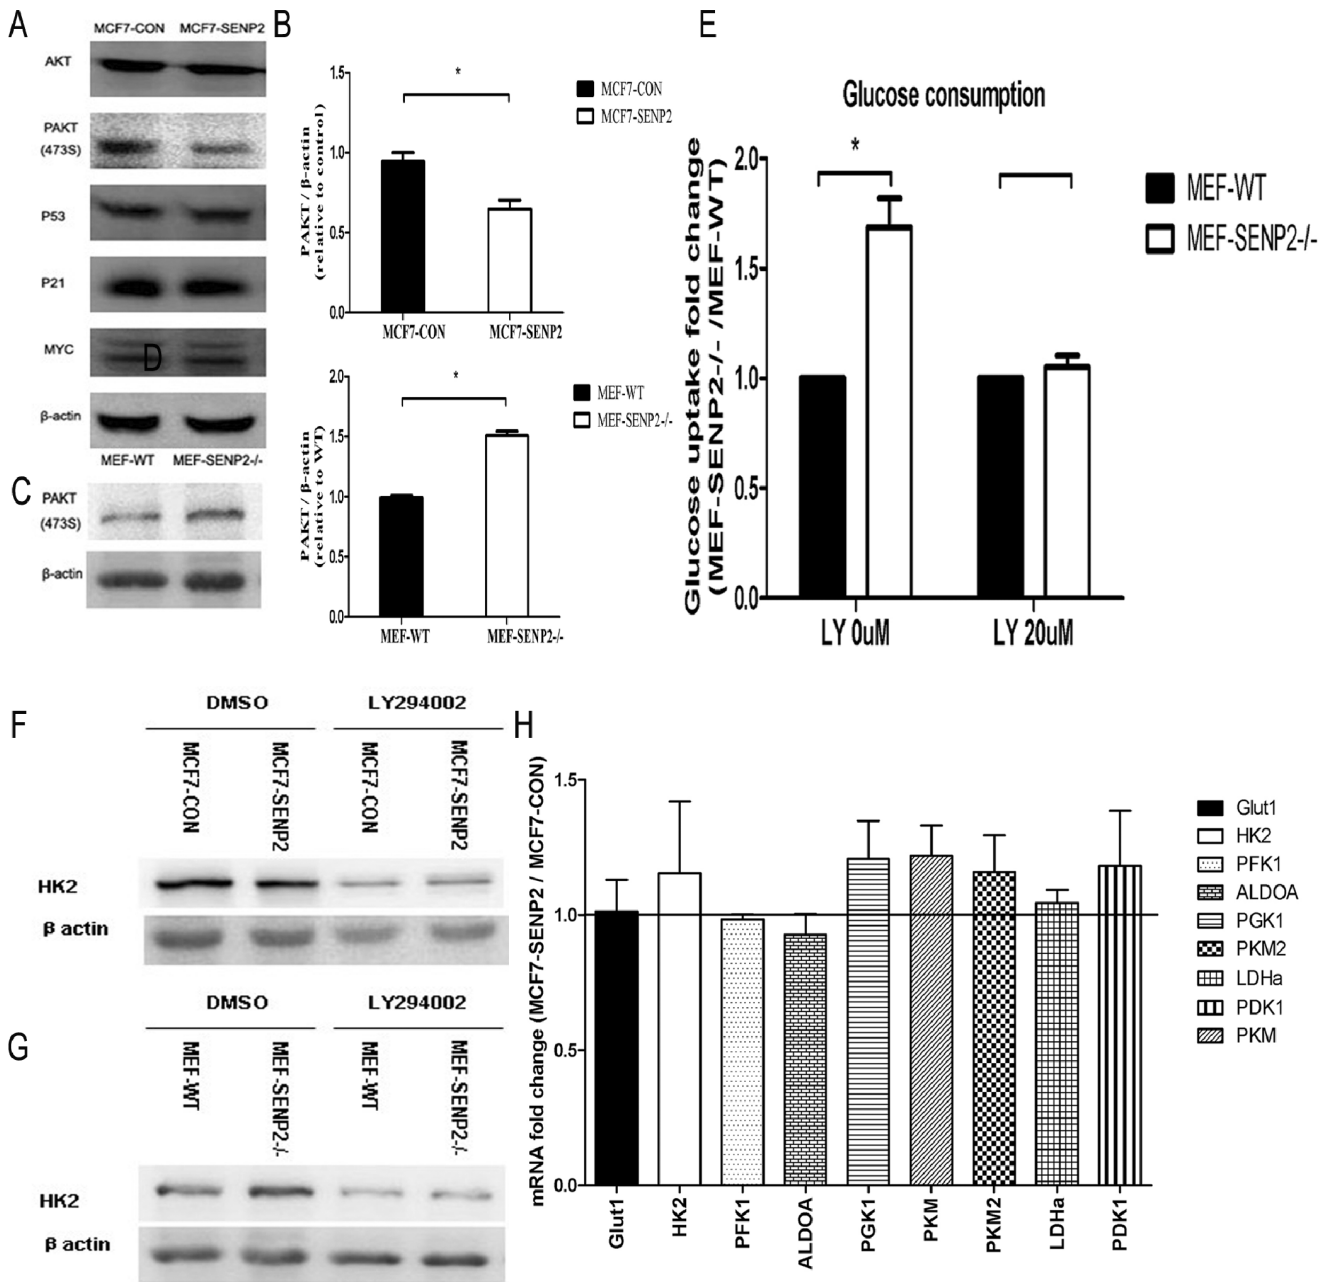 A
MCF7-CON MCF7-SENP2
AKT
PAKT
(473S)
P53
P21
MYC
D
β-actin
MEF-WT MEF-SENP2-/-
C
PAKT
(473S)
β-actin
B
PAKT / β-actin
(relative to control)
1.5
1.0
0.5
0.0
*
MCF7-CON
MCF7-SENP2
MCF7-CON MCF7-SENP2
PAKT / β-actin
(relative to WT)
2.0
1.5
1.0
0.5
0.0
*
MEF-WT
MEF-SENP2-/-
MEF-WT MEF-SENP2-/-
E
Glucose consumption
Glucose uptake fold change
(MEF-SENP2-/- /MEF-WT)
2.0
1.5
1.0
0.5
0.0
*
MEF-WT
MEF-SENP2-/-
LY 0uM LY 20uM
F
DMSO LY294002
MCF7-CON
MCF7-SENP2
MCF7-CON
MCF7-SENP2
HK2
β actin
G
DMSO LY294002
MEF-WT
MEF-SENP2-/-
MEF-WT
MEF-SENP2-/-
HK2
β actin
H
mRNA fold change (MCF7-SENP2 / MCF7-CON)
1.5
1.0
0.5
0.0
Glut1
HK2
PFK1
ALDOA
PGK1
PKM
PKM2
LDHa
PDK1
Glut1
HK2
PFK1
ALDOA
PGK1
PKM2
LDHa
PDK1
PKM